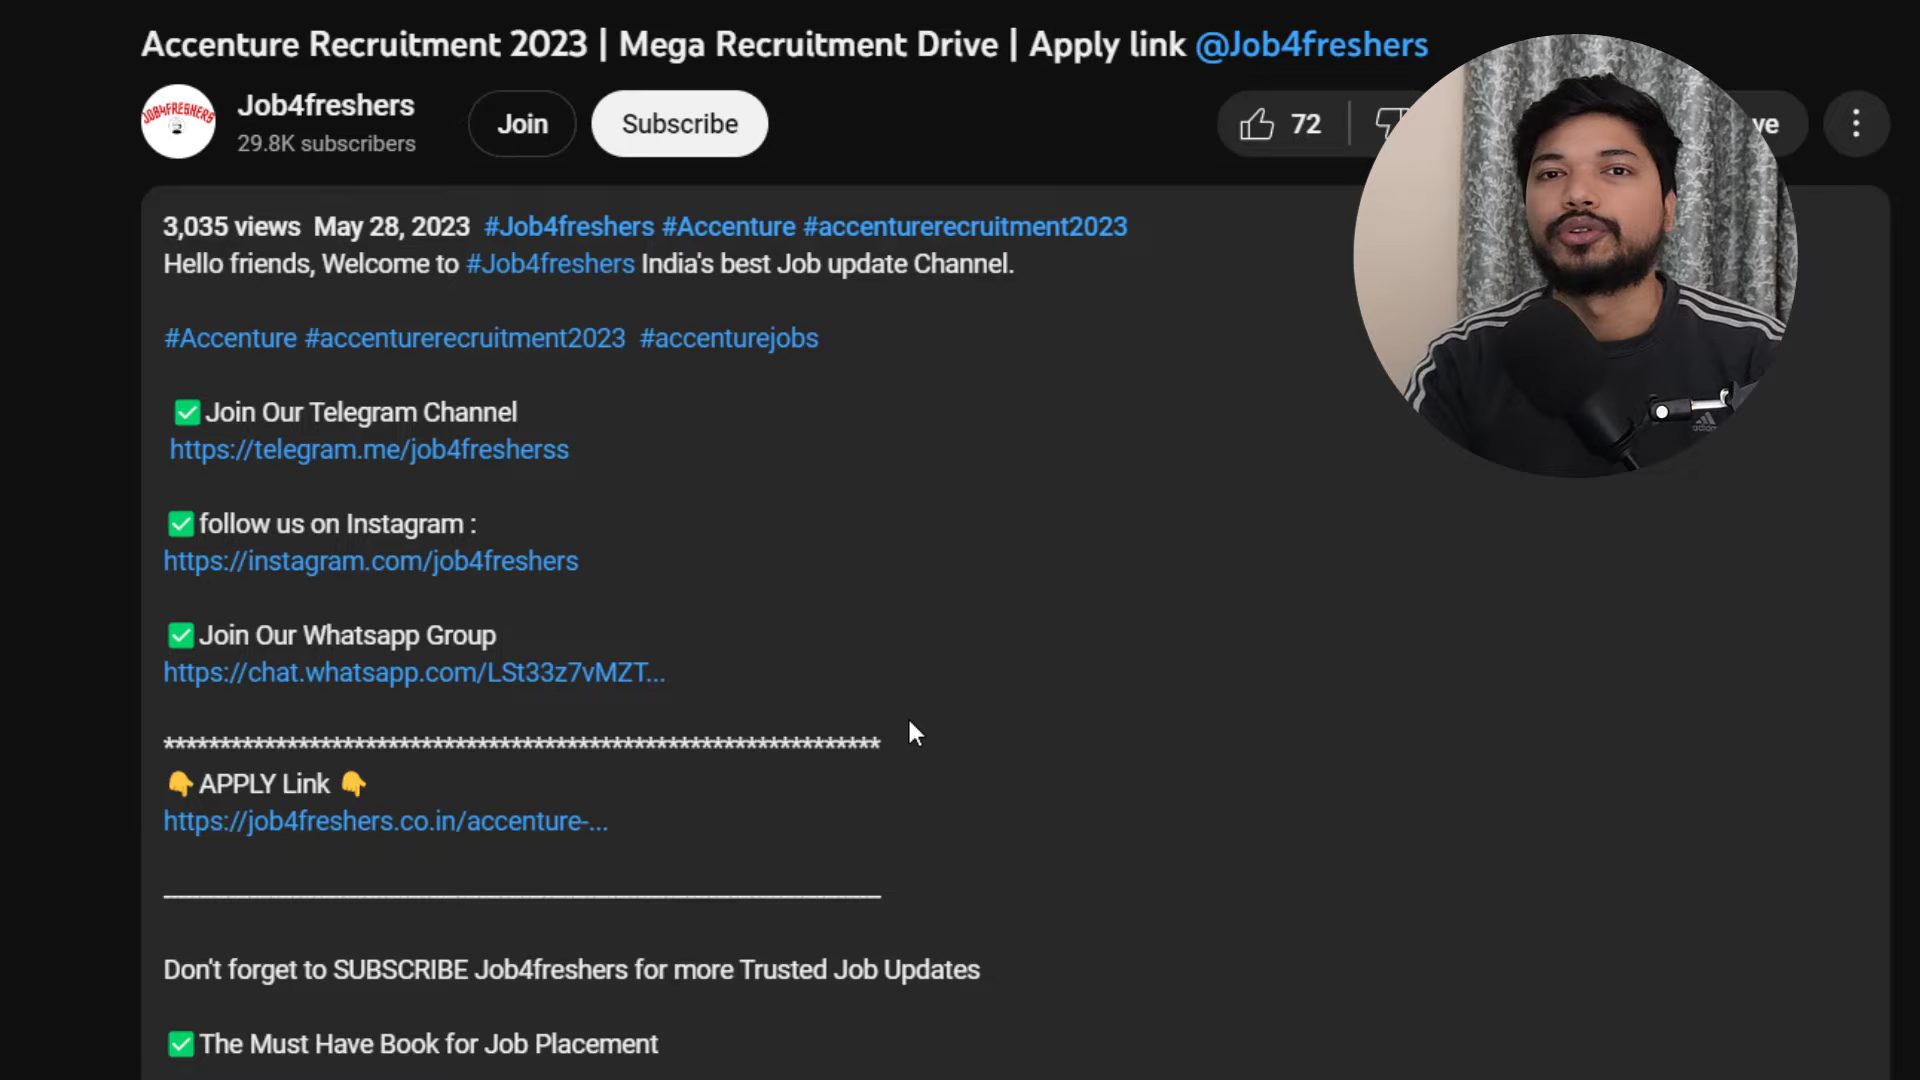 Accenture Recruitment 2023 | Mega Recruitment Drive | Apply link @Job4freshers
JOB4FRESHERS
Job4freshers
29.8K subscribers
Join
Subscribe
72
ve
3,035 views May 28, 2023 #Job4freshers #Accenture #accenturerecruitment2023
Hello friends, Welcome to #Job4freshers India's best Job update Channel.
#Accenture #accenturerecruitment2023 #accenturejobs
✅Join Our Telegram Channel
https://telegram.me/job4fresherss
✅follow us on Instagram :
https://instagram.com/job4freshers
✅Join Our Whatsapp Group
https://chat.whatsapp.com/LSt33z7vMZT...
****************************************************************
👇APPLY Link 👇
https://job4freshers.co.in/accenture-...
Don't forget to SUBSCRIBE Job4freshers for more Trusted Job Updates
✅The Must Have Book for Job Placement
adidas